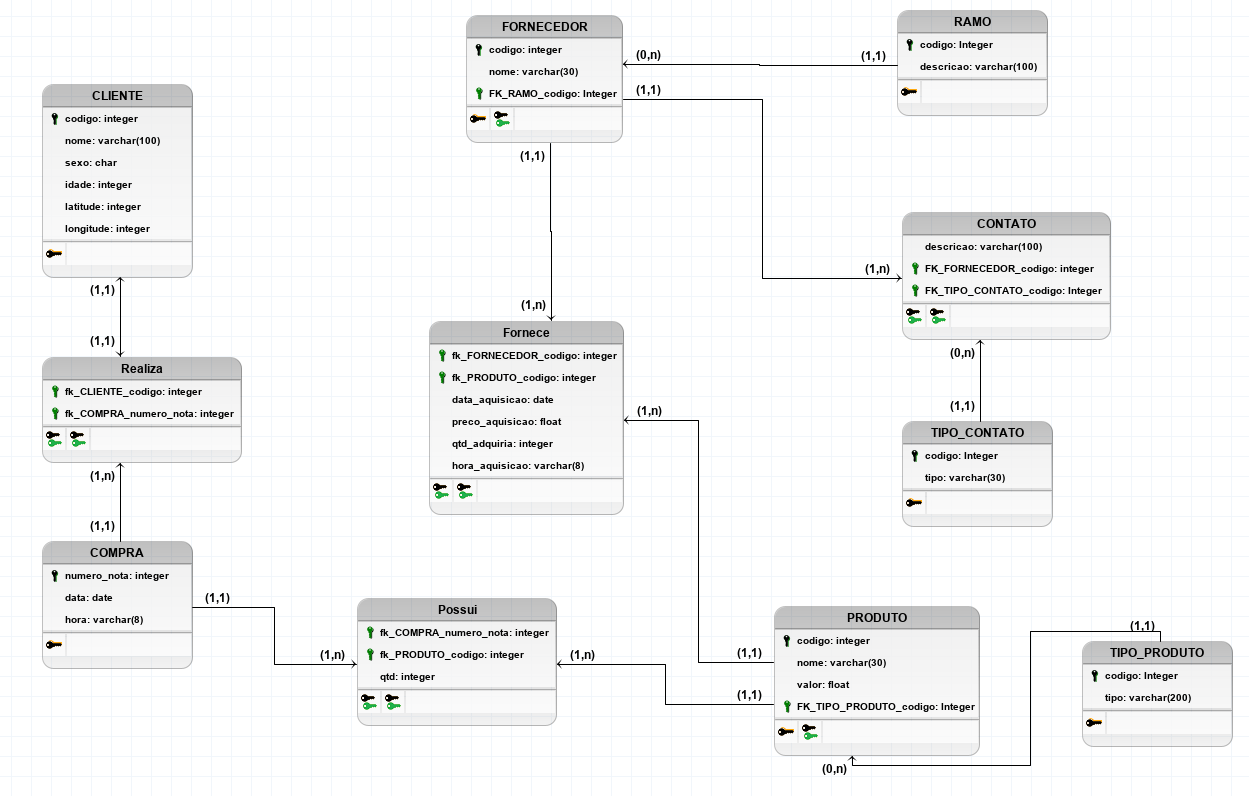 FORNECEDOR
codigo: integer
nome: varchar(30)
FK_RAMO_codigo: Integer
(0,n)
(1,1)
RAMO
codigo: Integer
descricao: varchar(100)
(1,1)
(1,1)
CLIENTE
codigo: integer
nome: varchar(100)
sexo: char
idade: integer
latitude: integer
longitude: integer
(1,1)
(1,1)
CONTATO
descricao: varchar(100)
FK_FORNECEDOR_codigo: integer
FK_TIPO_CONTATO_codigo: Integer
(1,n)
(0,n)
(1,1)
(1,n)
Fornece
fk_FORNECEDOR_codigo: integer
fk_PRODUTO_codigo: integer
data_aquisicao: date
preco_aquisicao: float
qtd_adquiria: integer
hora_aquisicao: varchar(8)
(1,n)
Realiza
fk_CLIENTE_codigo: integer
fk_COMPRA_numero_nota: integer
(1,n)
(1,1)
TIPO_CONTATO
codigo: Integer
tipo: varchar(30)
COMPRA
numero_nota: integer
data: date
hora: varchar(8)
(1,1)
(1,n)
Possui
fk_COMPRA_numero_nota: integer
fk_PRODUTO_codigo: integer
qtd: integer
(1,n)
(1,1)
(1,1)
PRODUTO
codigo: integer
nome: varchar(30)
valor: float
FK_TIPO_PRODUTO_codigo: Integer
(0,n)
(1,1)
TIPO_PRODUTO
codigo: Integer
tipo: varchar(200)